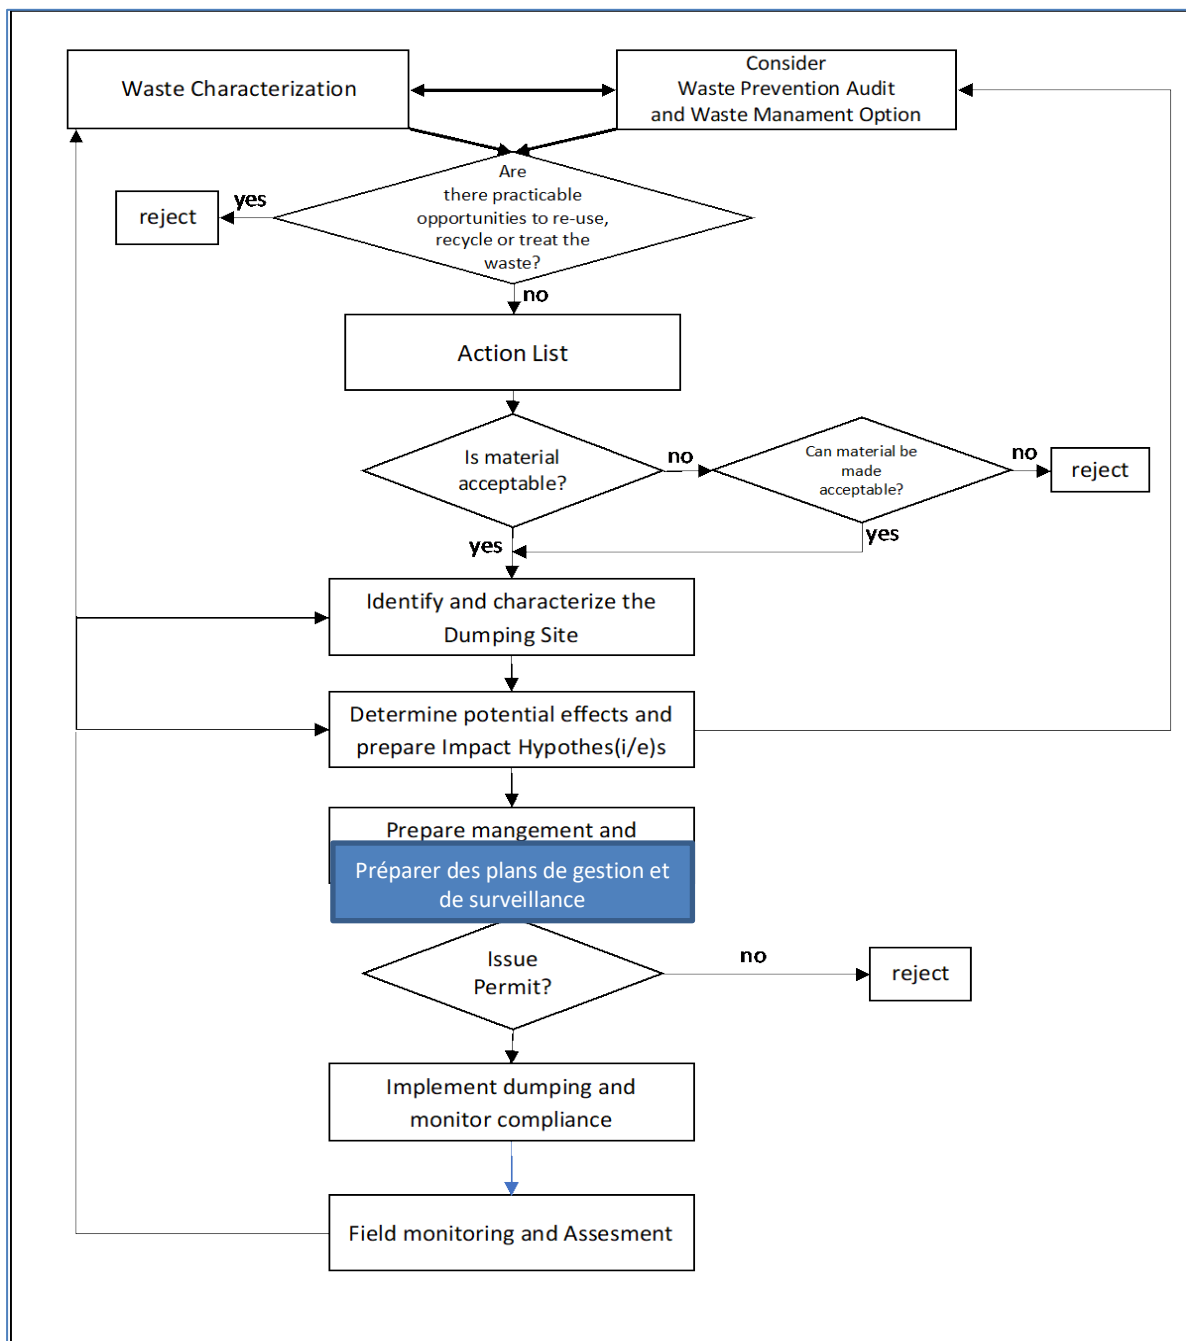 Waste Characterization
Consider
Waste Prevention Audit
and Waste Manament Option
Are
there practicable
opportunities to re-use,
recycle or treat the
waste?
yes
reject
no
Action List
Is material
acceptable?
no
Can material be
made
acceptable?
no
reject
yes
yes
Identify and characterize the
Dumping Site
Determine potential effects and
prepare Impact Hypothes(i/e)s
Prepare mangement and
Préparer des plans de gestion et
de surveillance
Issue
Permit?
no
reject
Implement dumping and
monitor compliance
Field monitoring and Assesment